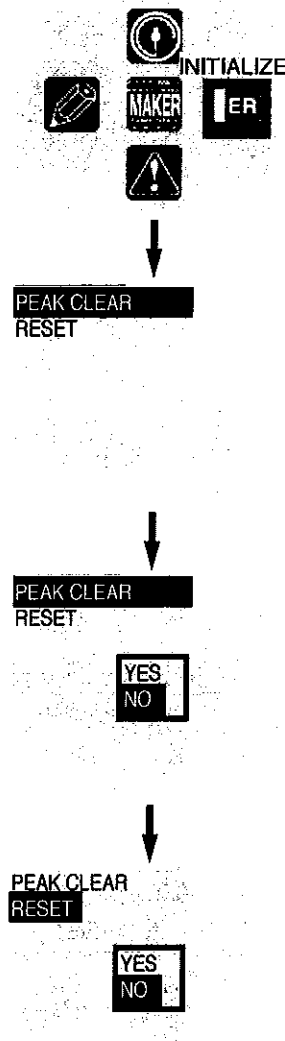 INITIALIZE
MAKER
ER
PEAK CLEAR
RESET
PEAK CLEAR
RESET
YES
NO
PEAK CLEAR
RESET
YES
NO